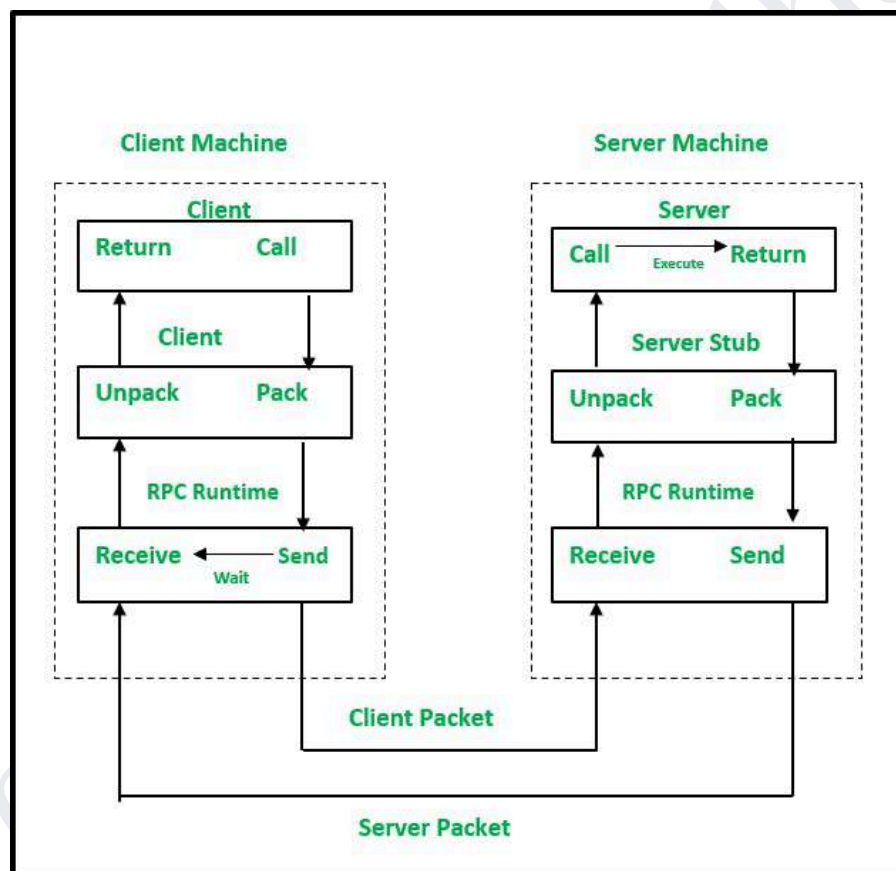 Client Machine
Server Machine
Client
Return Call
Client
Unpack Pack
RPC Runtime
Receive Send
Wait
Server
Call Execute Return
Server Stub
Unpack Pack
RPC Runtime
Receive Send
Client Packet
Server Packet